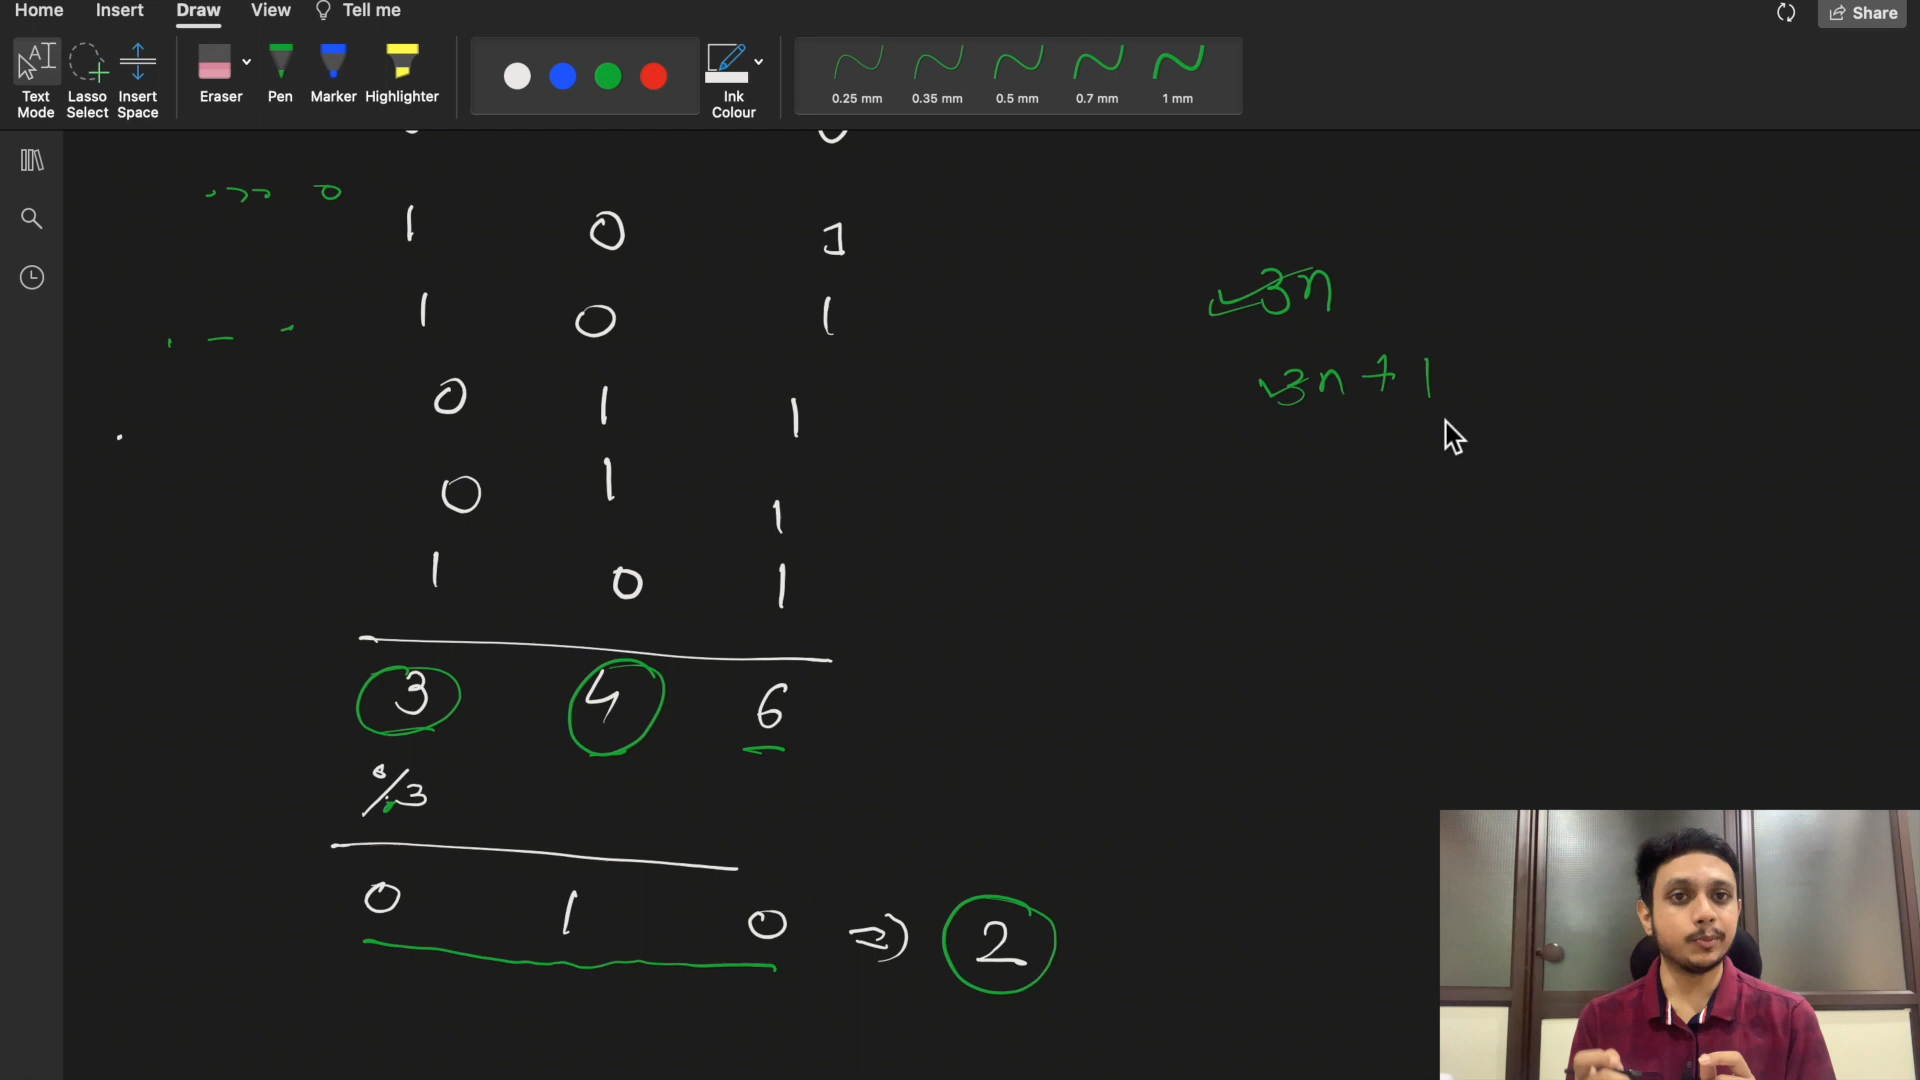 Home Insert Draw View Tell me Share
Text Mode Lasso Select Insert Space Eraser Pen Marker Highlighter Ink Colour 0.25 mm 0.35 mm 0.5 mm 0.7 mm 1 mm
0
1 0 1
3n
1 0 1
3n + 1
0 1 1
0 1 1
1 0 1
3 4 6
%3
0 1 0 => 2